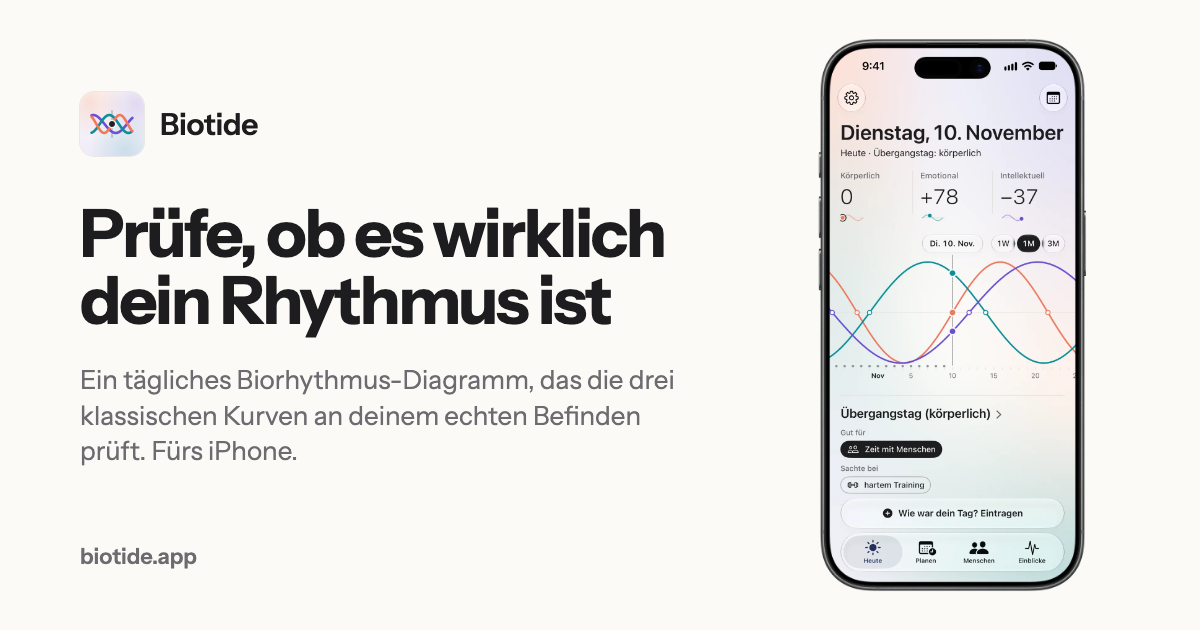 Biotide
Prüfe, ob es wirklich
dein Rhythmus ist
Ein tägliches Biorhythmus-Diagramm, das die drei
klassischen Kurven an deinem echten Befinden
prüft. Fürs iPhone.
biotide.app
9:41
Dienstag, 10. November
Heute · Übergangstag: körperlich
Körperlich Emotional Intellektuell
0 +78 −37
Di. 10. Nov. 1W 1M 3M
Nov 5 10 15 20
Übergangstag (körperlich)
Gut für
Zeit mit Menschen
Sachte bei
hartem Training
Wie war dein Tag? Eintragen
Heute Planen Menschen Einblicke